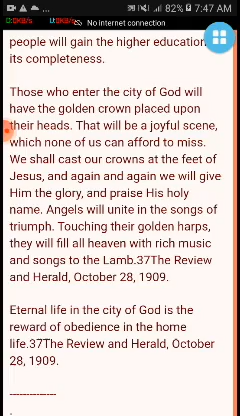 0:0KB/s U:0KB/s No internet connection 82% 7:47 AM
people will gain the higher education
its completeness.
Those who enter the city of God will
have the golden crown placed upon
their heads. That will be a joyful scene,
which none of us can afford to miss.
We shall cast our crowns at the feet of
Jesus, and again and again we will give
Him the glory, and praise His holy
name. Angels will unite in the songs of
triumph. Touching their golden harps,
they will fill all heaven with rich music
and songs to the Lamb.37The Review
and Herald, October 28, 1909.
Eternal life in the city of God is the
reward of obedience in the home
life.37The Review and Herald, October
28, 1909.
--------------